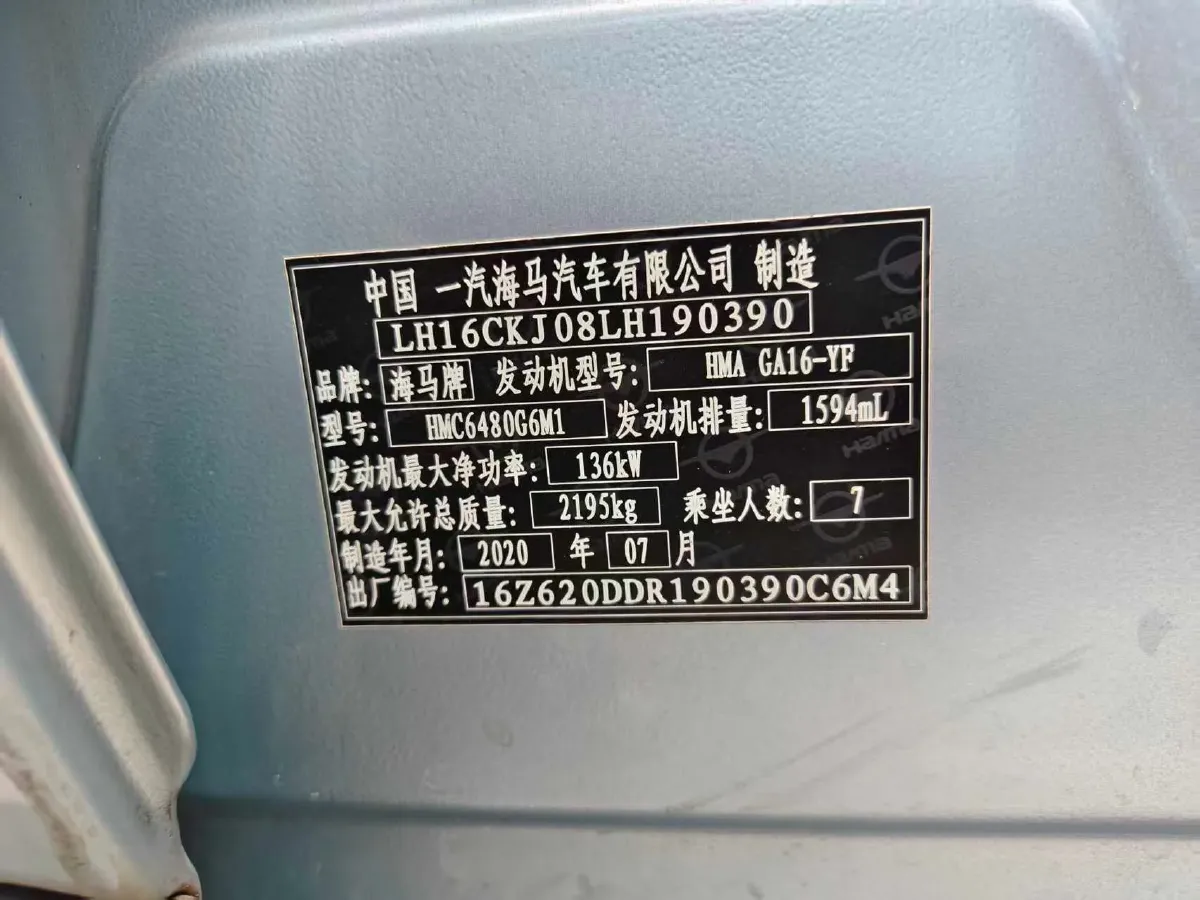 中国 一汽海马汽车有限公司 制造
LH16CKJ08LH190390
品牌: 海马牌 发动机型号: HMA GA16-YF
型号: HMC6480G6M1 发动机排量: 1594mL
发动机最大净功率: 136kW
最大允许总质量: 2195kg 乘坐人数: 7
制造年月: 2020 年 07 月
出厂编号: 16Z620DDR190390C6M4